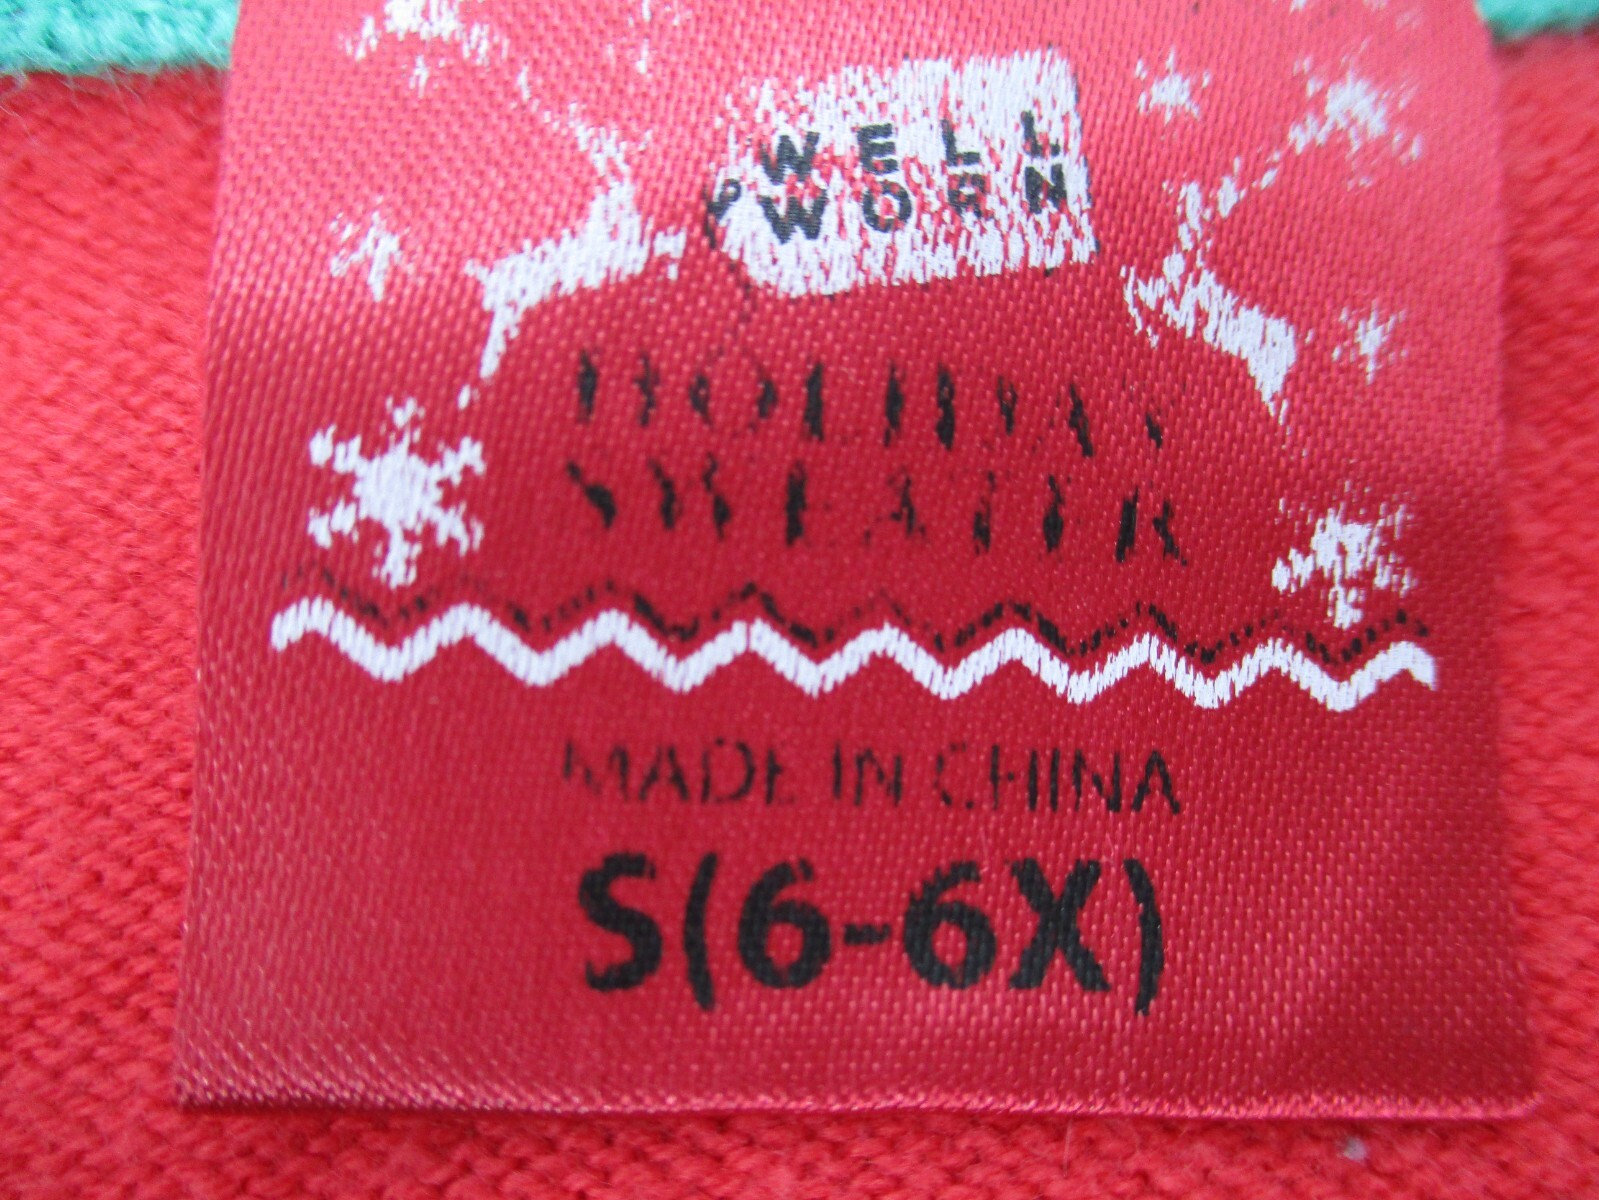 WELL
WORN
HOLIDAY
SWEATER
MADE IN CHINA
S(6-6X)